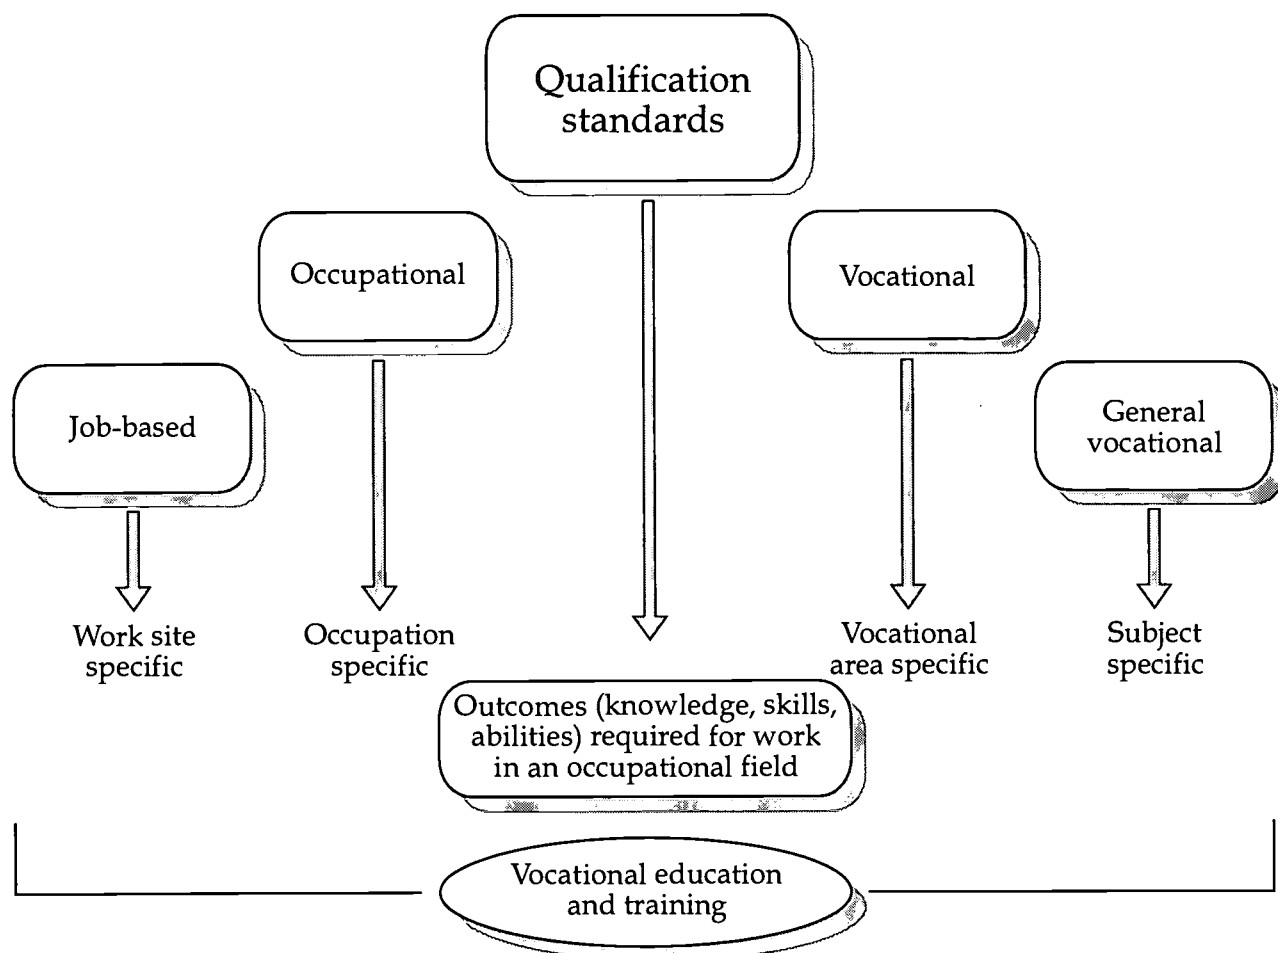 Qualification
standards
Occupational
Vocational
Job-based
General
vocational
Work site
specific
Occupation
specific
Vocational
area specific
Subject
specific
Outcomes (knowledge, skills,
abilities) required for work
in an occupational field
Vocational education
and training